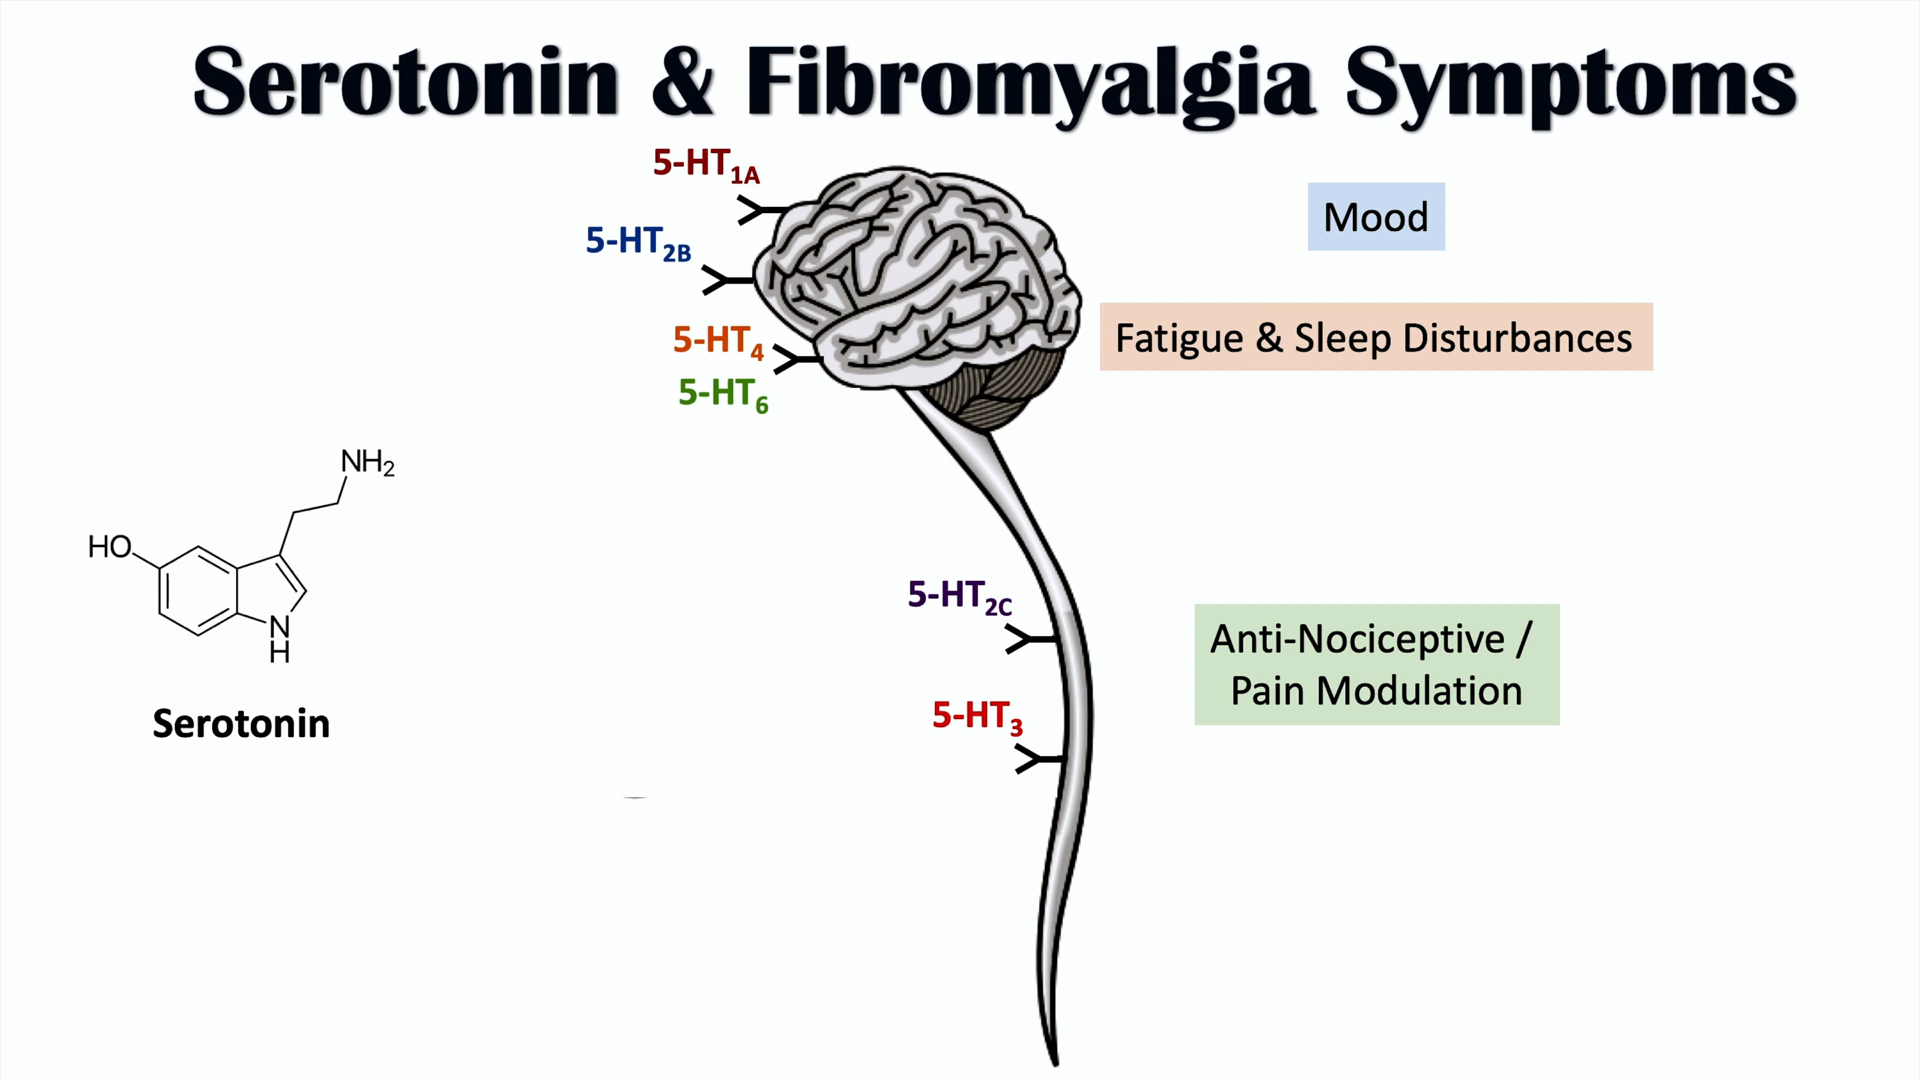 Serotonin & Fibromyalgia Symptoms
5-HT1A
Mood
5-HT2B
Fatigue & Sleep Disturbances
5-HT4
5-HT6
NH2
HO
N
H
Serotonin
5-HT2C
Anti-Nociceptive /
Pain Modulation
5-HT3